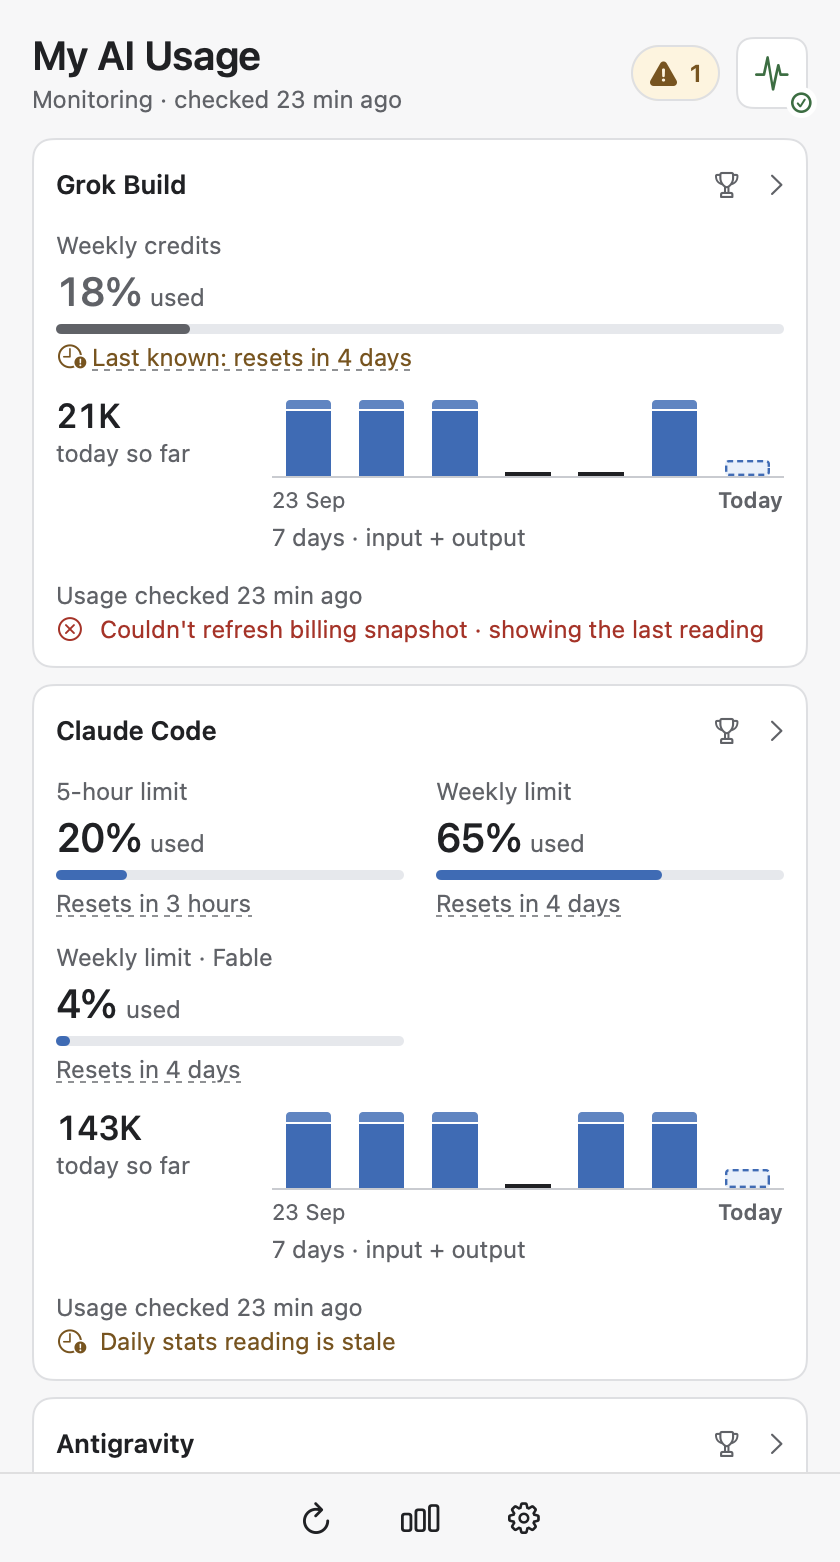 My AI Usage
Monitoring · checked 23 min ago
1
Grok Build
Weekly credits
18% used
Last known: resets in 4 days
21K
today so far
23 Sep
Today
7 days · input + output
Usage checked 23 min ago
Couldn't refresh billing snapshot · showing the last reading
Claude Code
5-hour limit
20% used
Resets in 3 hours
Weekly limit
65% used
Resets in 4 days
Weekly limit · Fable
4% used
Resets in 4 days
143K
today so far
23 Sep
Today
7 days · input + output
Usage checked 23 min ago
Daily stats reading is stale
Antigravity